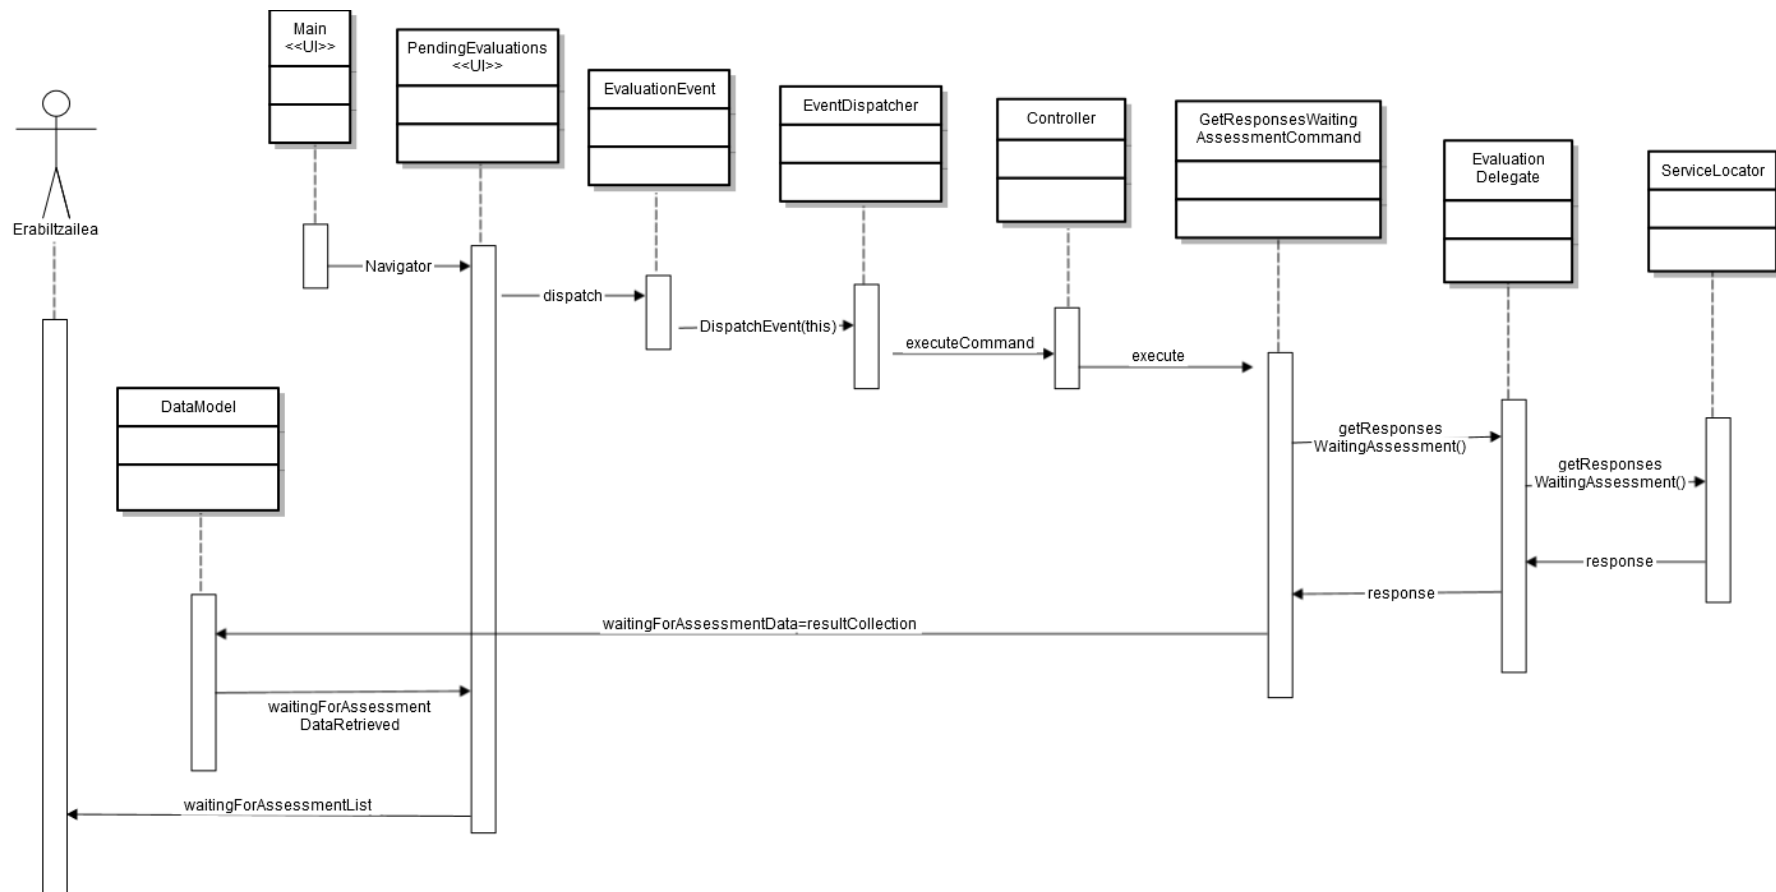 Main
<<UI>>
PendingEvaluations
<<UI>>
EvaluationEvent
EventDispatcher
Controller
GetResponsesWaiting
AssessmentCommand
Evaluation
Delegate
ServiceLocator
Erabiltzailea
Navigator
dispatch
DispatchEvent(this)
executeCommand
execute
DataModel
getResponses
WaitingAssessment()
getResponses
WaitingAssessment()
response
response
waitingForAssessmentData=resultCollection
waitingForAssessment
DataRetrieved
waitingForAssessmentList